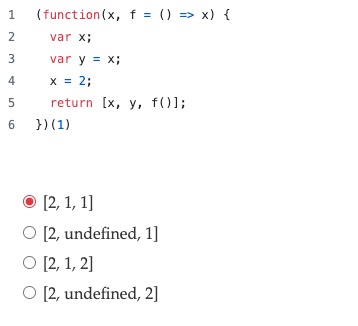 1 (function(x, f = () => x) {
2 var x;
3 var y = x;
4 x = 2;
5 return [x, y, f()];
6 })(1)
[2, 1, 1]
[2, undefined, 1]
[2, 1, 2]
[2, undefined, 2]